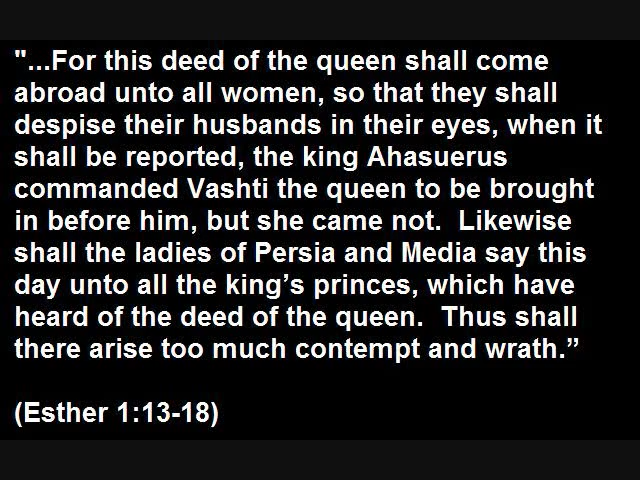 "...For this deed of the queen shall come
abroad unto all women, so that they shall
despise their husbands in their eyes, when it
shall be reported, the king Ahasuerus
commanded Vashti the queen to be brought
in before him, but she came not.  Likewise
shall the ladies of Persia and Media say this
day unto all the king’s princes, which have
heard of the deed of the queen.  Thus shall
there arise too much contempt and wrath.”
(Esther 1:13-18)